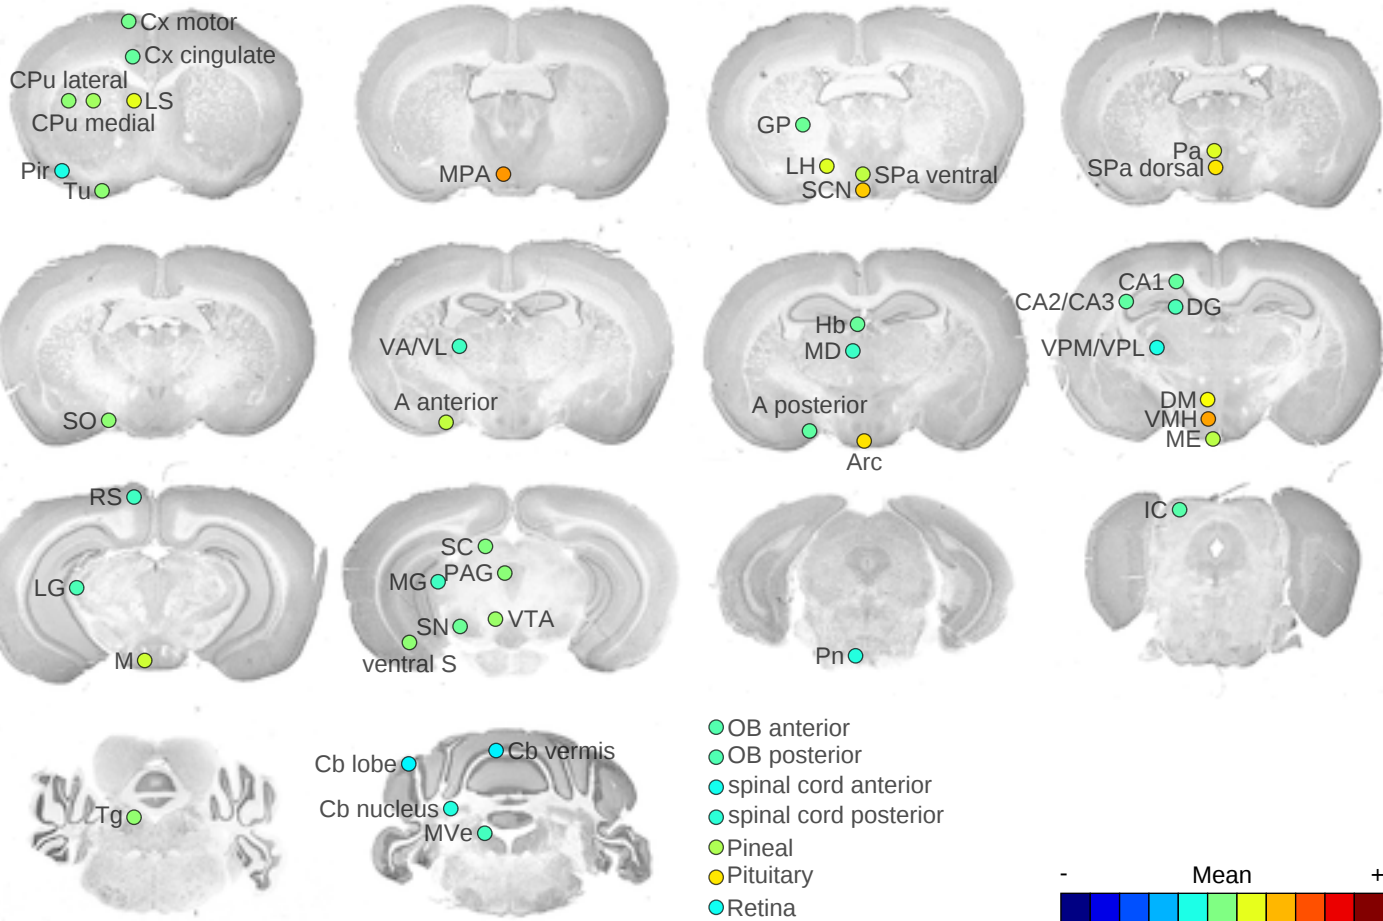 Cx motor
Cx cingulate
CPu lateral
LS
CPu medial
Pir
Tu
MPA
GP
LH
SPa ventral
SCN
Pa
SPa dorsal
SO
VA/VL
A anterior
Hb
MD
A posterior
Arc
CA1
CA2/CA3
DG
VPM/VPL
DM
VMH
ME
RS
LG
M
SC
MG
PAG
SN
VTA
ventral S
Pn
IC
Tg
Cb lobe
Cb vermis
Cb nucleus
MVe
OB anterior
OB posterior
spinal cord anterior
spinal cord posterior
Pineal
Pituitary
Retina
- Mean +